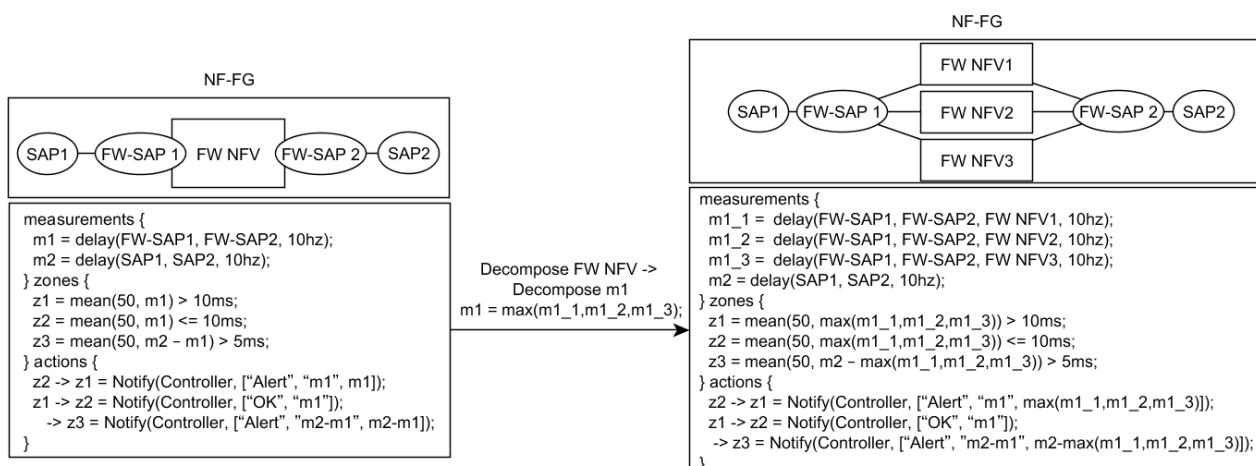 NF-FG
SAP1
FW-SAP 1
FW NFV
FW-SAP 2
SAP2
measurements {
m1 = delay(FW-SAP1, FW-SAP2, 10hz);
m2 = delay(SAP1, SAP2, 10hz);
} zones {
z1 = mean(50, m1) > 10ms;
z2 = mean(50, m1) <= 10ms;
z3 = mean(50, m2 – m1) > 5ms;
} actions {
z2 -> z1 = Notify(Controller, [“Alert”, “m1”, m1]);
z1 -> z2 = Notify(Controller, [“OK”, “m1”]);
-> z3 = Notify(Controller, [“Alert”, ”m2-m1”, m2-m1]);
}
Decompose FW NFV ->
Decompose m1
m1 = max(m1_1,m1_2,m1_3);
NF-FG
FW NFV1
SAP1
FW-SAP 1
FW NFV2
FW-SAP 2
SAP2
FW NFV3
measurements {
m1_1 = delay(FW-SAP1, FW-SAP2, FW NFV1, 10hz);
m1_2 = delay(FW-SAP1, FW-SAP2, FW NFV2, 10hz);
m1_3 = delay(FW-SAP1, FW-SAP2, FW NFV3, 10hz);
m2 = delay(SAP1, SAP2, 10hz);
} zones {
z1 = mean(50, max(m1_1,m1_2,m1_3)) > 10ms;
z2 = mean(50, max(m1_1,m1_2,m1_3)) <= 10ms;
z3 = mean(50, m2 – max(m1_1,m1_2,m1_3)) > 5ms;
} actions {
z2 -> z1 = Notify(Controller, [“Alert”, “m1”, max(m1_1,m1_2,m1_3)]);
z1 -> z2 = Notify(Controller, [“OK”, “m1”]);
-> z3 = Notify(Controller, [“Alert”, ”m2-m1”, m2-max(m1_1,m1_2,m1_3)]);
}